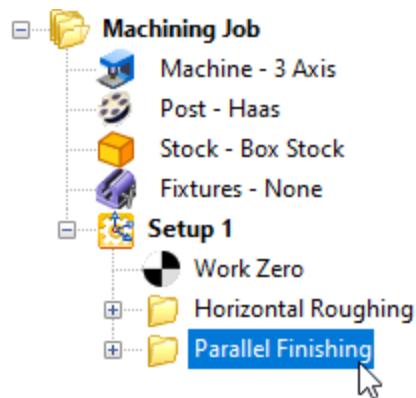 Machining Job
Machine - 3 Axis
Post - Haas
Stock - Box Stock
Fixtures - None
Setup 1
Work Zero
Horizontal Roughing
Parallel Finishing